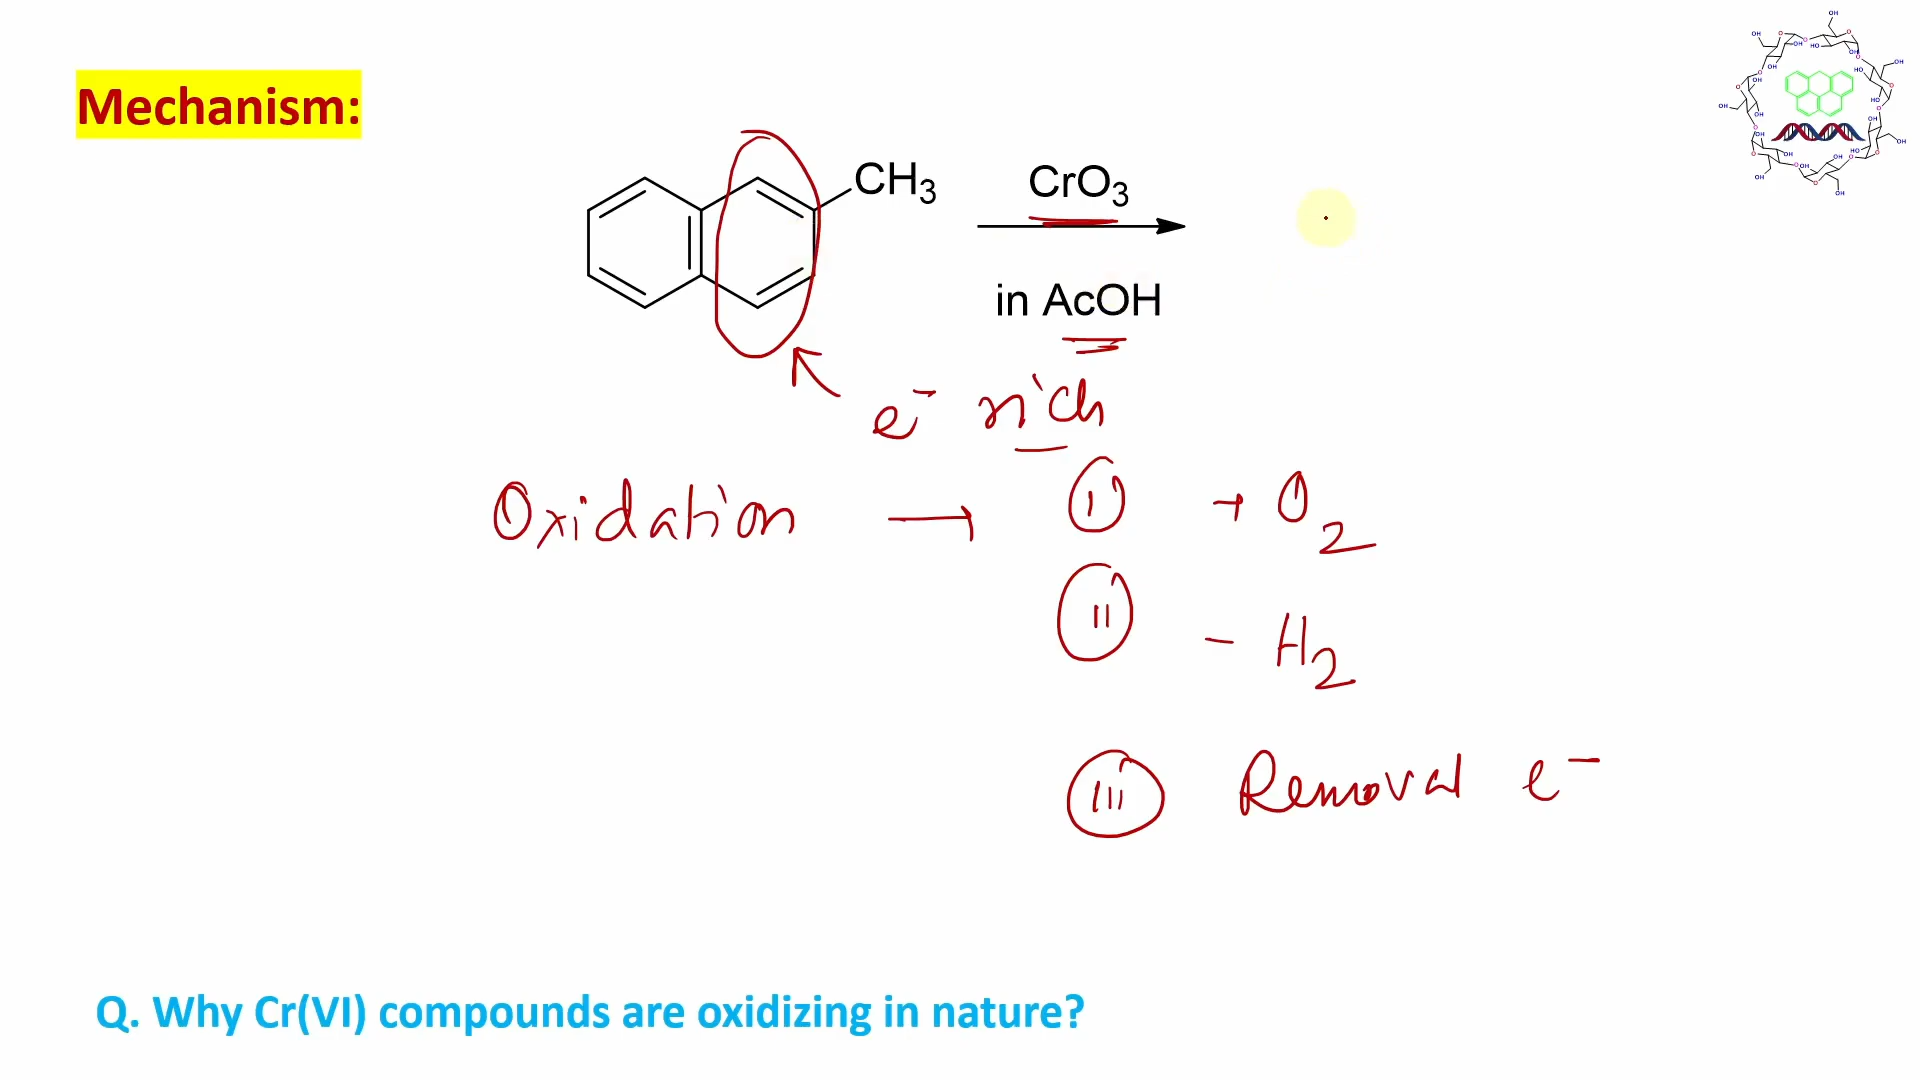 Mechanism:
CH3
CrO3
in AcOH
e⁻ rich
Oxidation → I + O2
II - H2
III Removal e⁻
Q. Why Cr(VI) compounds are oxidizing in nature?